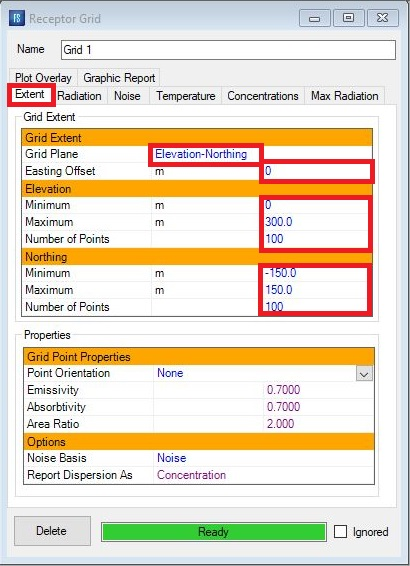 FS Receptor Grid
Name Grid 1
Plot Overlay Graphic Report
Extent Radiation Noise Temperature Concentrations Max Radiation
Grid Extent
Grid Extent
Grid Plane Elevation-Northing
Easting Offset m 0
Elevation
Minimum m 0
Maximum m 300.0
Number of Points 100
Northing
Minimum m -150.0
Maximum m 150.0
Number of Points 100
Properties
Grid Point Properties
Point Orientation None
Emissivity 0.7000
Absorbtivity 0.7000
Area Ratio 2.000
Options
Noise Basis Noise
Report Dispersion As Concentration
Delete Ready Ignored